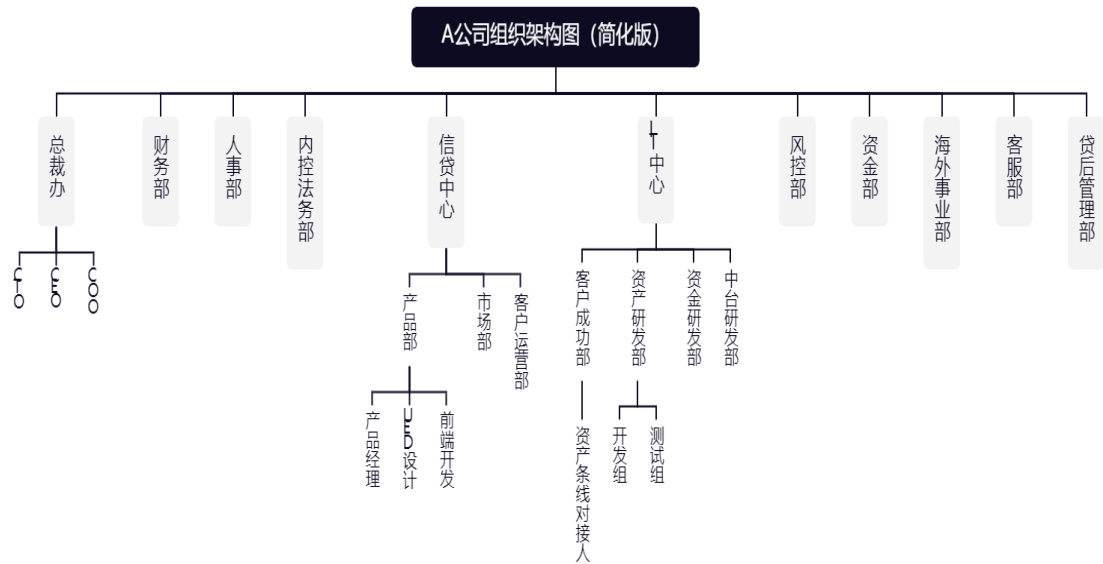 A公司组织架构图（简化版）
总裁办
财务部
人事部
内控法务部
信贷中心
IT中心
风控部
资金部
海外事业部
客服部
贷后管理部
CTO
CEO
COO
产品部
市场部
客户运营部
客户成功部
资产研发部
资金研发部
中台研发部
产品经理
UED设计
前端开发
资产条线对接人
开发组
测试组